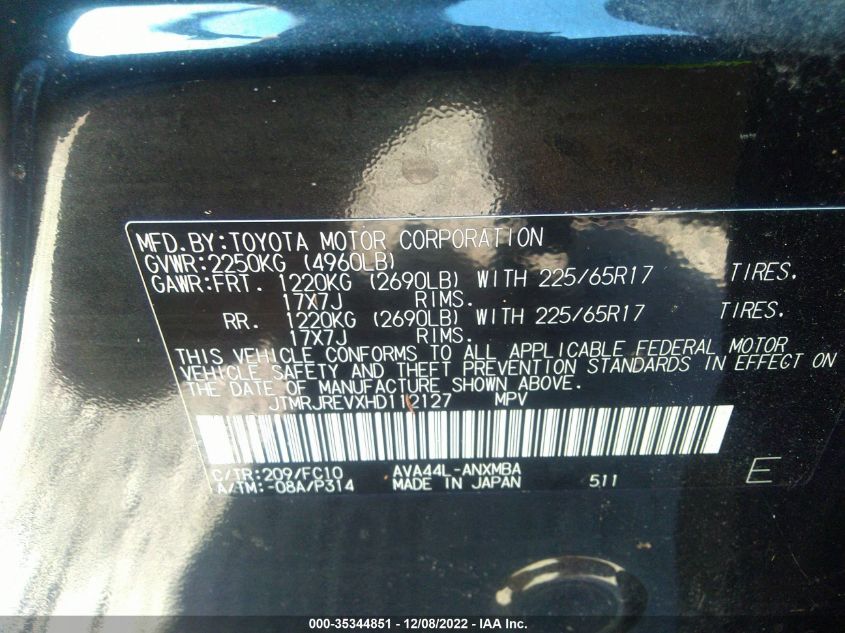 MFD.BY:TOYOTA MOTOR CORPORATION
GVWR:2250KG (4960LB)
GAWR:FRT. 1220KG (2690LB) WITH 225/65R17 TIRES.
17X7J RIMS.
RR. 1220KG (2690LB) WITH 225/65R17 TIRES.
17X7J RIMS.
THIS VEHICLE CONFORMS TO ALL APPLICABLE FEDERAL MOTOR
VEHICLE SAFETY AND THEFT PREVENTION STANDARDS IN EFFECT ON
THE DATE OF MANUFACTURE SHOWN ABOVE.
JTMRJREVXHD112127 MPV
C/TR:209/FC10 AVA44L-ANXMBA
A/TM:-08A/P314 MADE IN JAPAN 511 E
000-35344851 - 12/08/2022 - IAA Inc.